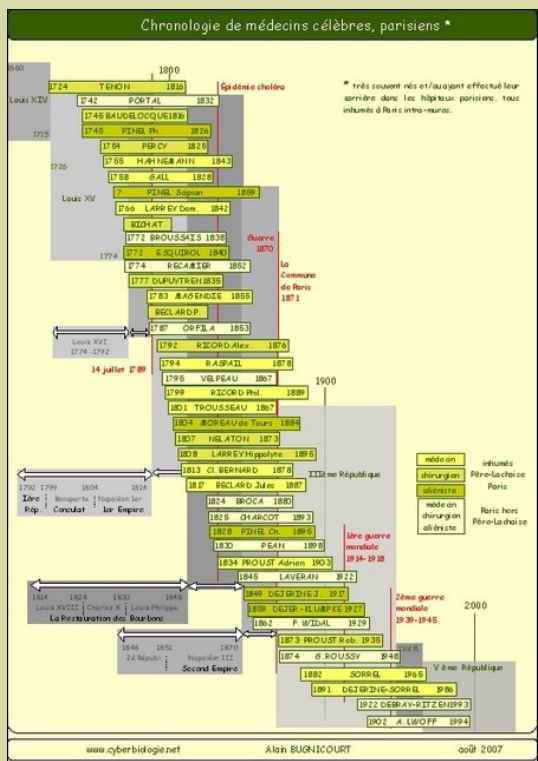 Chronologie de médecins célèbres, parisiens *
1660
1800
1724 TENON 1816
Épidémie choléra
* très souvent nés et/ou ayant effectué leur
carrière dans les hôpitaux parisiens, tous
inhumés à Paris intra-muros.
Louis XIV
1742 PORTAL 1832
1745 BAUDELOCQUE 1816
1745 PINEL Ph. 1826
1715
1754 PERCY 1825
1726
1755 HAHNEMANN 1843
1758 GALL 1828
? PINEL Scipion 1859
Louis XV
1766 LARREY Dom. 1842
BICHAT
Guerre
1870
1772 BROUSSAIS 1838
1774
1772 ESQUIROL 1840
La
Commune
de Paris
1871
1774 RECAMIER 1852
1777 DUPUYTREN 1835
1783 MAGENDIE 1855
BECLARD P.
1787 ORFILA 1853
Louis XVI
1774 -1792
1792 RICORD Alex. 1876
14 juillet 1789
1794 RASPAIL 1878
1795 VELPEAU 1867
1900
1799 RICORD Phil. 1889
1801 TROUSSEAU 1867
1804 MOREAU de Tours 1884
1807 NELATON 1873
1808 LARREY Hippolyte 1895
1813 Cl. BERNARD 1878
IIIème République
1817 BECLARD Jules 1887
médecin
chirurgien
aliéniste
inhumés
Père-Lachaise
Paris
médecin
chirurgien
aliéniste
Paris hors
Père-Lachaise
1792 1799 1804 1814
Ière Rép. Bonaparte Consulat Napoléon Ier 1er Empire
1824 BROCA 1880
1825 CHARCOT 1893
1828 PINEL Ch. 1895
1830 PEAN 1898
1ère guerre
mondiale
1914-1918
1834 PROUST Adrien 1903
1845 LAVERAN 1922
1814 1824 1830 1848
Louis XVIII Charles X Louis-Philippe
La Restauration des Bourbons
1849 DEJERINE J. 1917
1859 DEJER-KLUMPKE 1927
2ème guerre
mondiale
1939-1945
1862 F. WIDAL 1929
2000
1848 1851 1870
2è Républ. Napoléon III
Second Empire
1873 PROUST Rob. 1935
1874 G. ROUSSY 1948
Vème République
1882 SORREL 1965
1891 DEJERINE-SORREL 1986
1922 DEBRAY-RITZEN 1993
1902 A. LWOFF 1994
www.cyberbiologie.net
Alain BUGNICOURT
août 2007